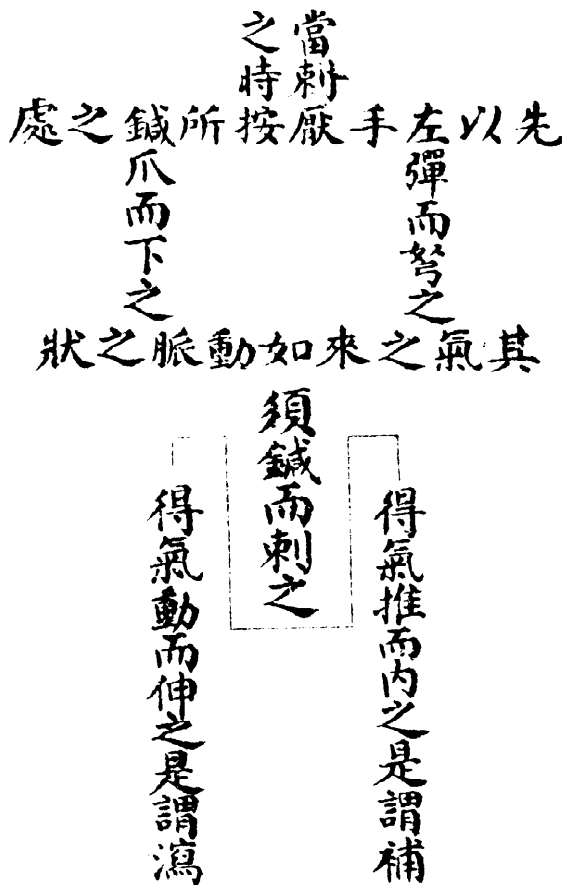 當刺
之時
先以左手厭按所鍼之處
彈而努之
爪而下之
其氣之來如動脈之狀
須鍼而刺之
得氣推而内之是謂補
得氣動而伸之是謂瀉